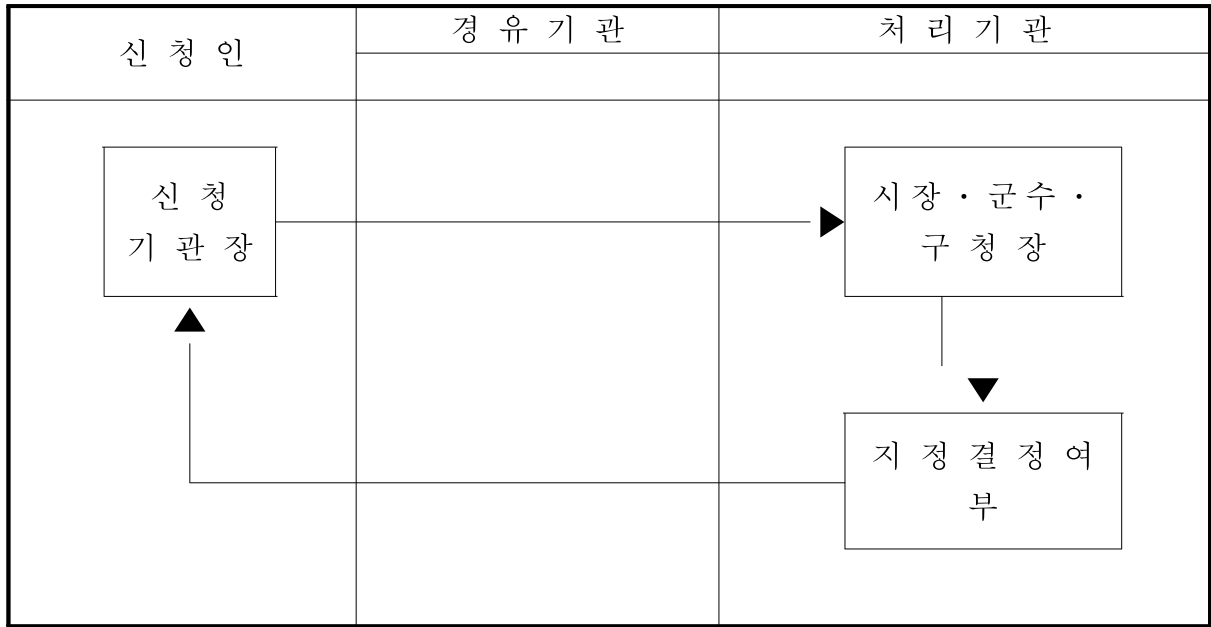 신 청 인
경 유 기 관
처 리 기 관
신 청
기 관 장
시 장 · 군 수 ·
구 청 장
지 정 결 정 여
부